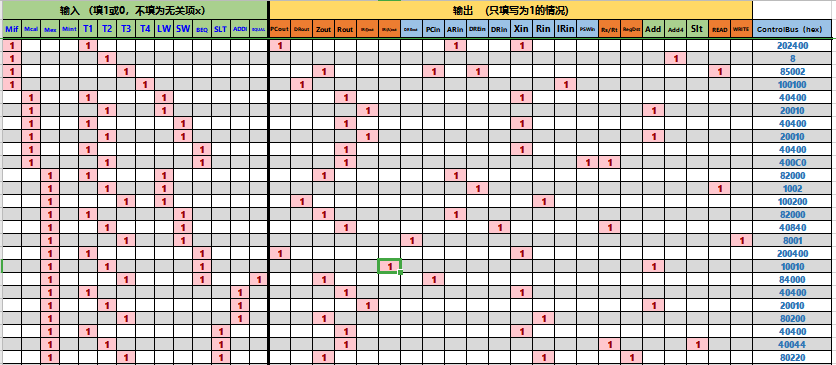 输入 （填1或0，不填为无关项x） 输出 （只填写为1的情况）
Mif Mcal Mex Mint T1 T2 T3 T4 LW SW BEQ SLT ADDI EQUAL PCout DRout Zout Rout DREout PCin ARin DREin DRin Xin Rin IRin PSWin Rs/Rt RegDst Add Add4 Slt READ WRITE ControlBus (hex)
1 1 1 1 1 202400
1 1 1 8
1 1 1 1 1 1 85002
1 1 1 1 100100
1 1 1 1 1 40400
1 1 1 1 1 20010
1 1 1 1 1 40400
1 1 1 1 1 20010
1 1 1 1 1 40400
1 1 1 1 1 1 400C0
1 1 1 1 1 82000
1 1 1 1 1 1002
1 1 1 1 1 100200
1 1 1 1 1 82000
1 1 1 1 1 1 40840
1 1 1 1 1 8001
1 1 1 1 1 200400
1 1 1 1 1 10010
1 1 1 1 1 1 84000
1 1 1 1 1 40400
1 1 1 1 1 20010
1 1 1 1 1 80200
1 1 1 1 1 40400
1 1 1 1 1 1 40044
1 1 1 1 1 1 80220